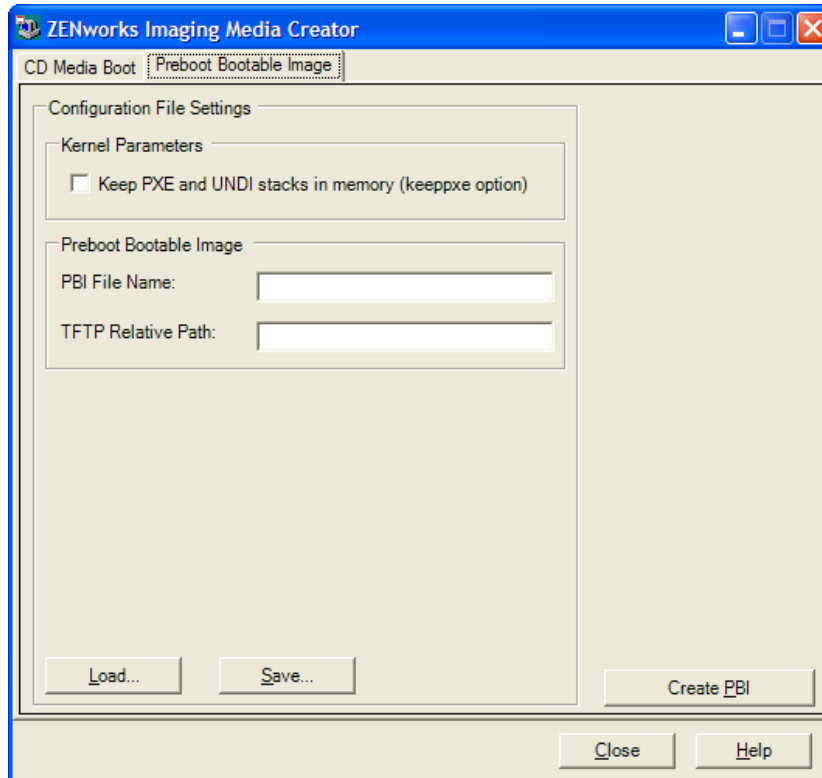 ZENworks Imaging Media Creator
CD Media Boot
Preboot Bootable Image
Configuration File Settings
Kernel Parameters
Keep PXE and UNDI stacks in memory (keeppxe option)
Preboot Bootable Image
PBI File Name:
TFTP Relative Path:
Load...
Save...
Create PBI
Close
Help